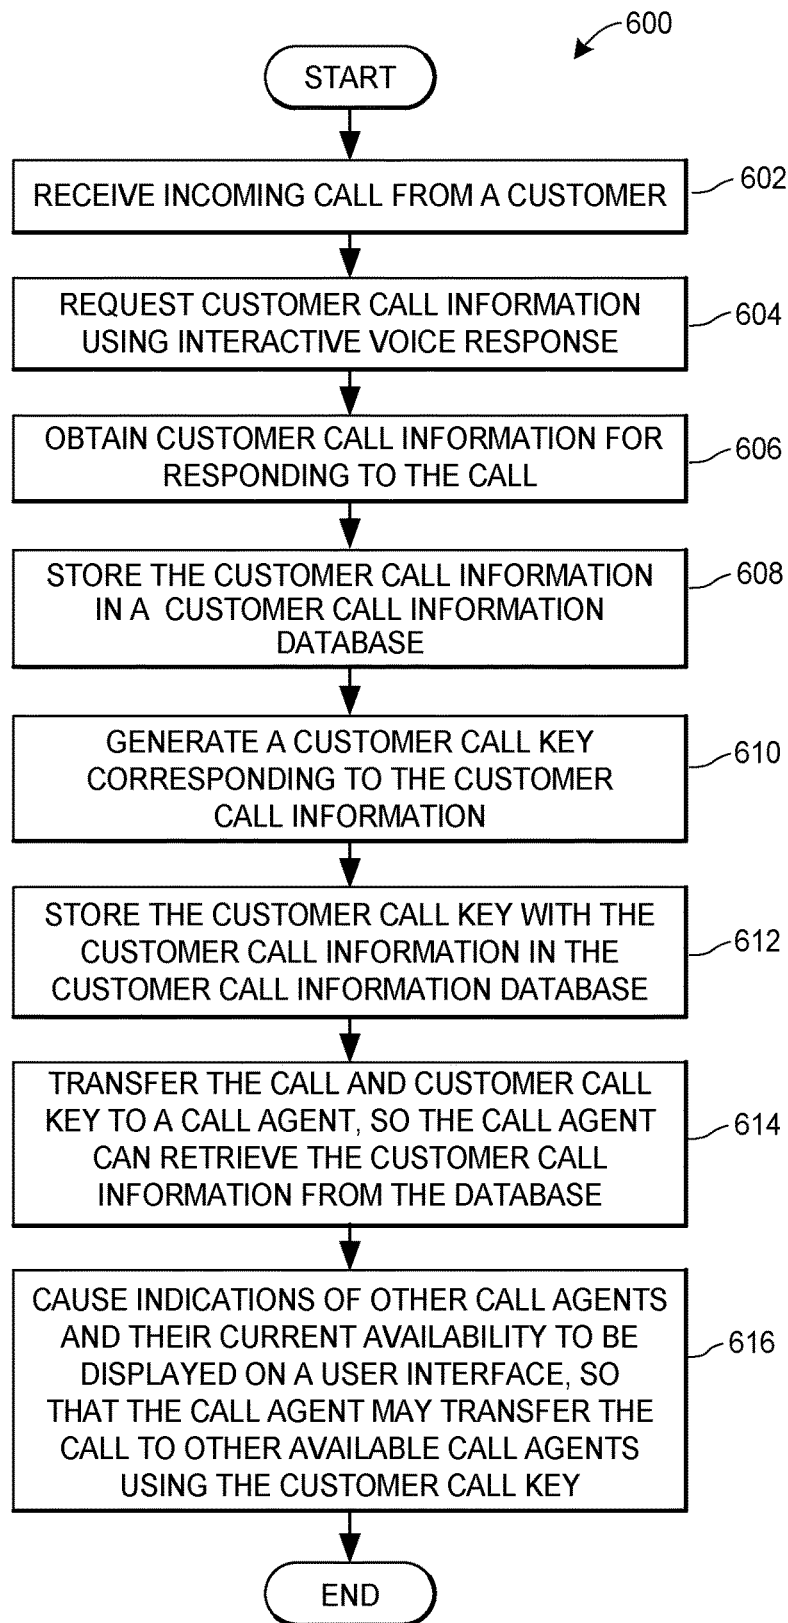 600
START
RECEIVE INCOMING CALL FROM A CUSTOMER
602
REQUEST CUSTOMER CALL INFORMATION
USING INTERACTIVE VOICE RESPONSE
604
OBTAIN CUSTOMER CALL INFORMATION FOR
RESPONDING TO THE CALL
606
STORE THE CUSTOMER CALL INFORMATION
IN A CUSTOMER CALL INFORMATION
DATABASE
608
GENERATE A CUSTOMER CALL KEY
CORRESPONDING TO THE CUSTOMER
CALL INFORMATION
610
STORE THE CUSTOMER CALL KEY WITH THE
CUSTOMER CALL INFORMATION IN THE
CUSTOMER CALL INFORMATION DATABASE
612
TRANSFER THE CALL AND CUSTOMER CALL
KEY TO A CALL AGENT, SO THE CALL AGENT
CAN RETRIEVE THE CUSTOMER CALL
INFORMATION FROM THE DATABASE
614
CAUSE INDICATIONS OF OTHER CALL AGENTS
AND THEIR CURRENT AVAILABILITY TO BE
DISPLAYED ON A USER INTERFACE, SO
THAT THE CALL AGENT MAY TRANSFER THE
CALL TO OTHER AVAILABLE CALL AGENTS
USING THE CUSTOMER CALL KEY
616
END